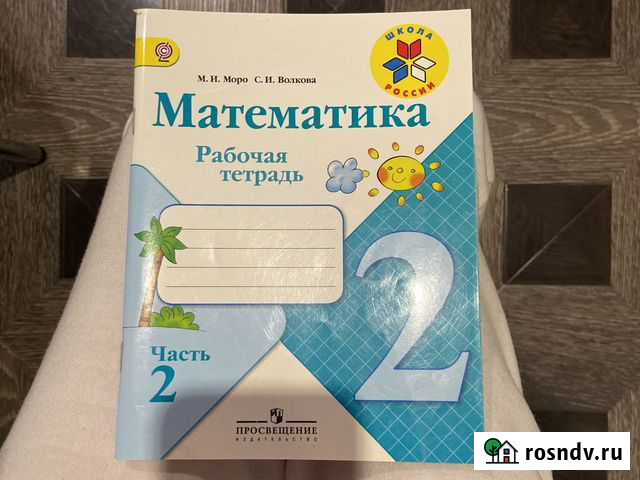 ШКОЛА
РОССИИ
М. И. Моро С. И. Волкова
Математика
Рабочая
тетрадь
2
Часть
2
ПРОСВЕЩЕНИЕ
ИЗДАТЕЛЬСТВО
rosndv.ru